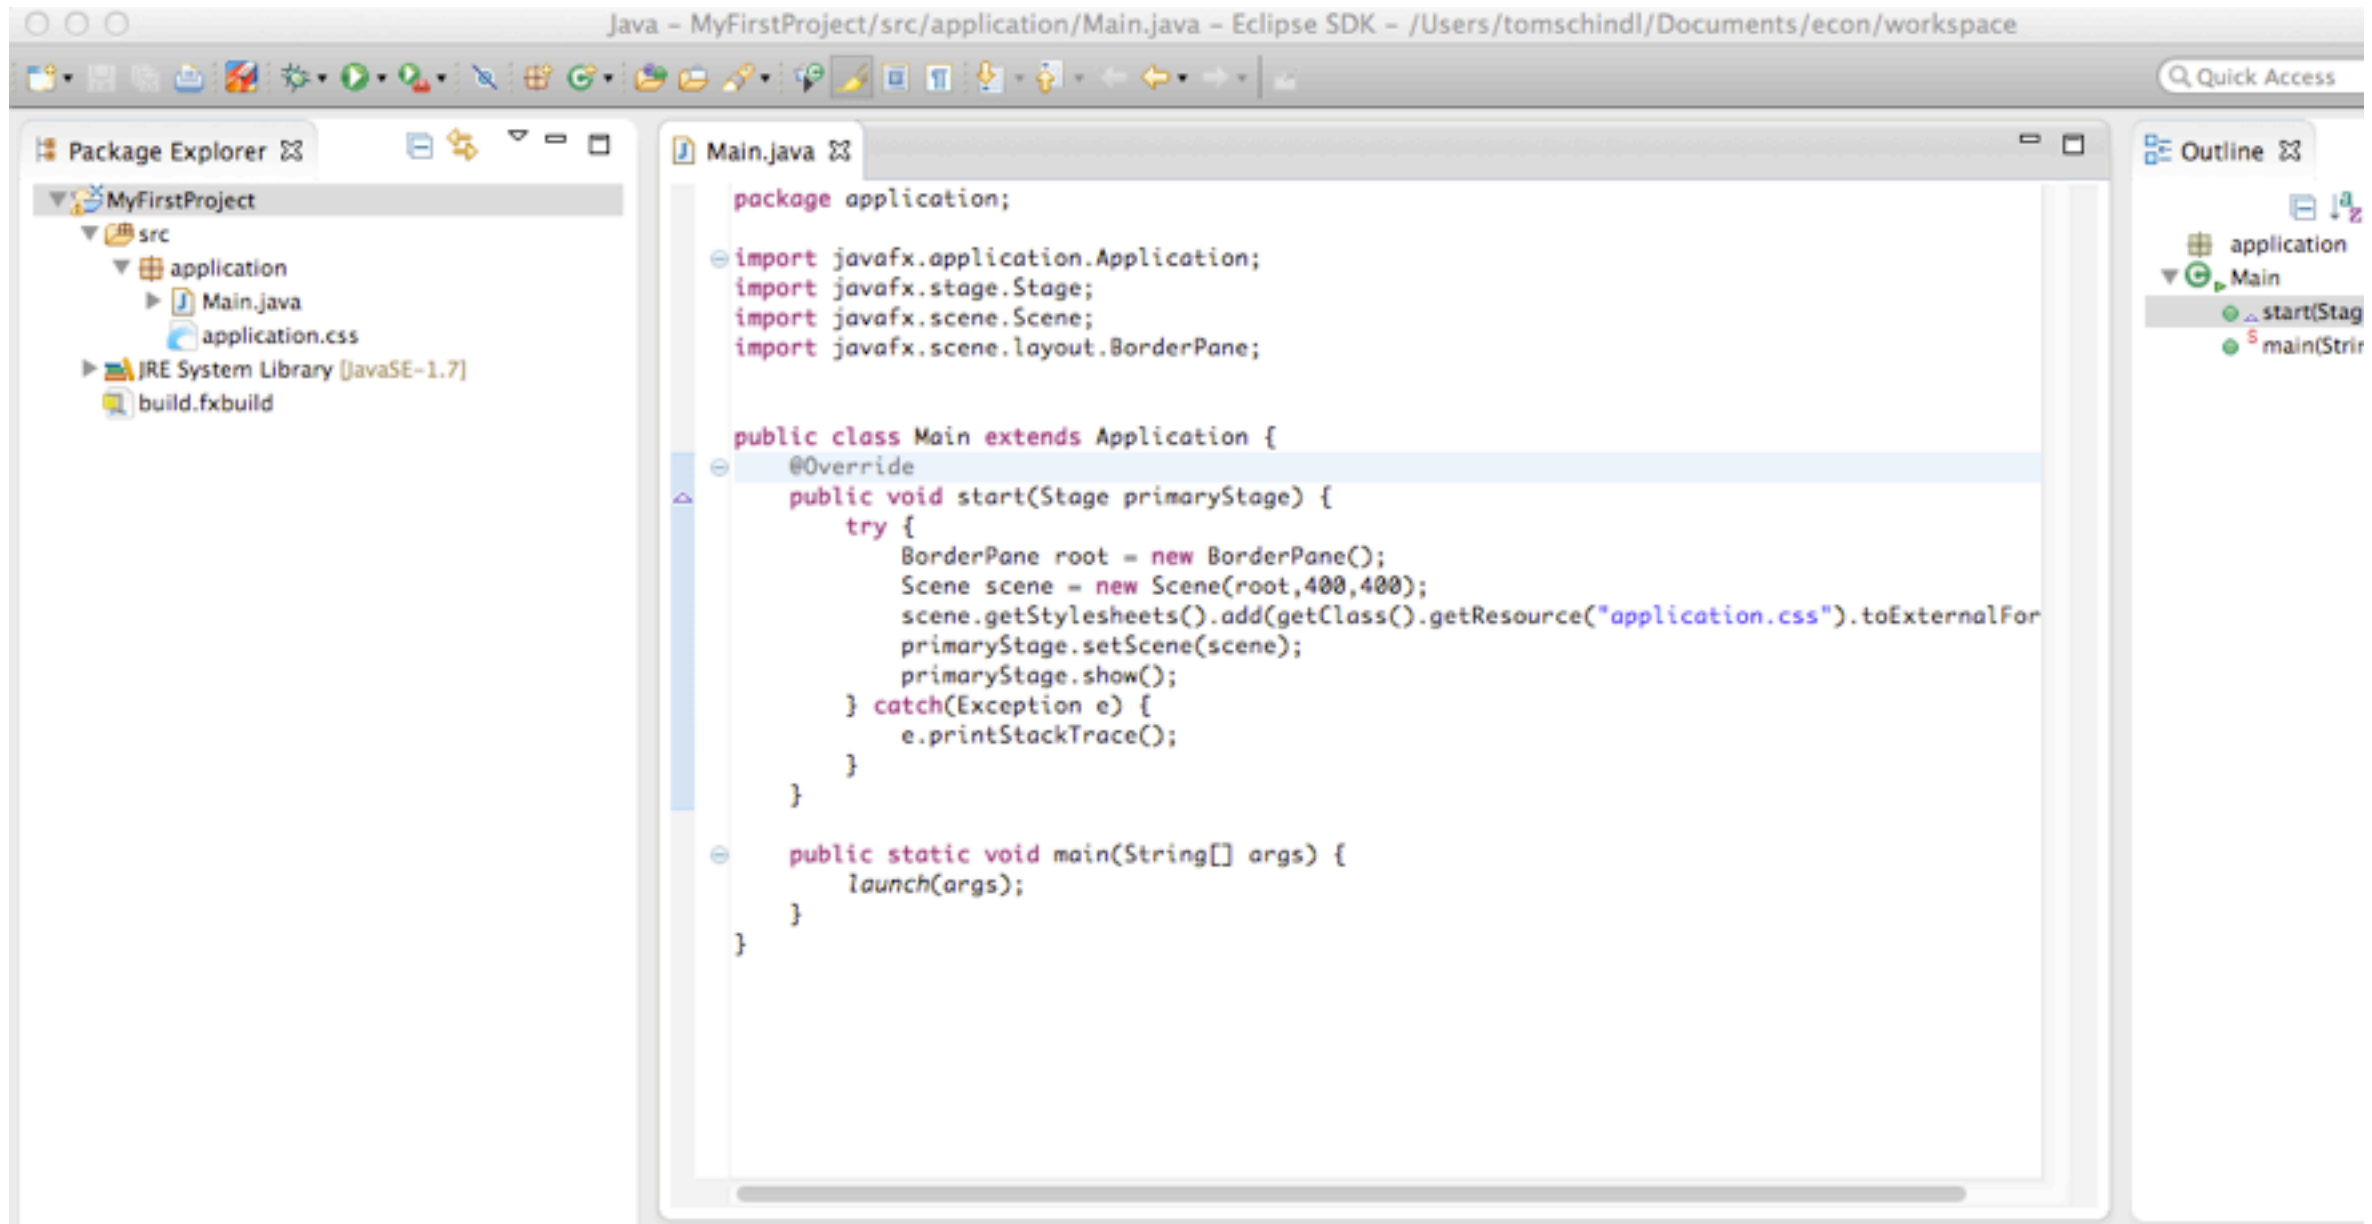 Java – MyFirstProject/src/application/Main.java – Eclipse SDK – /Users/tomschindl/Documents/econ/workspace
Quick Access
Package Explorer
MyFirstProject
src
application
Main.java
application.css
JRE System Library [JavaSE-1.7]
build.fxbuild
Main.java
package application;
import javafx.application.Application;
import javafx.stage.Stage;
import javafx.scene.Scene;
import javafx.scene.layout.BorderPane;
public class Main extends Application {
@Override
public void start(Stage primaryStage) {
try {
BorderPane root = new BorderPane();
Scene scene = new Scene(root,400,400);
scene.getStylesheets().add(getClass().getResource("application.css").toExternalFor
primaryStage.setScene(scene);
primaryStage.show();
} catch(Exception e) {
e.printStackTrace();
}
}
public static void main(String[] args) {
launch(args);
}
}
Outline
application
Main
start(Stag
main(Strin